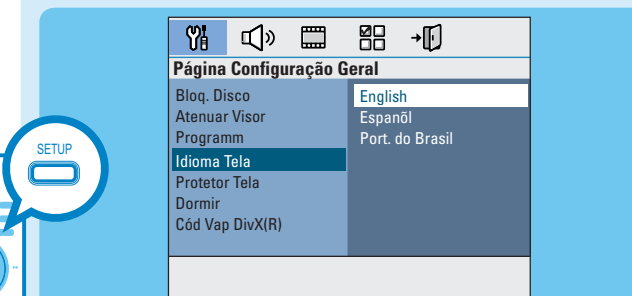 Página Configuração Geral
Bloq. Disco
Atenuar Visor
Programm
Idioma Tela
Protetor Tela
Dormir
Cód Vap DivX(R)
English
Espanõl
Port. do Brasil
SETUP